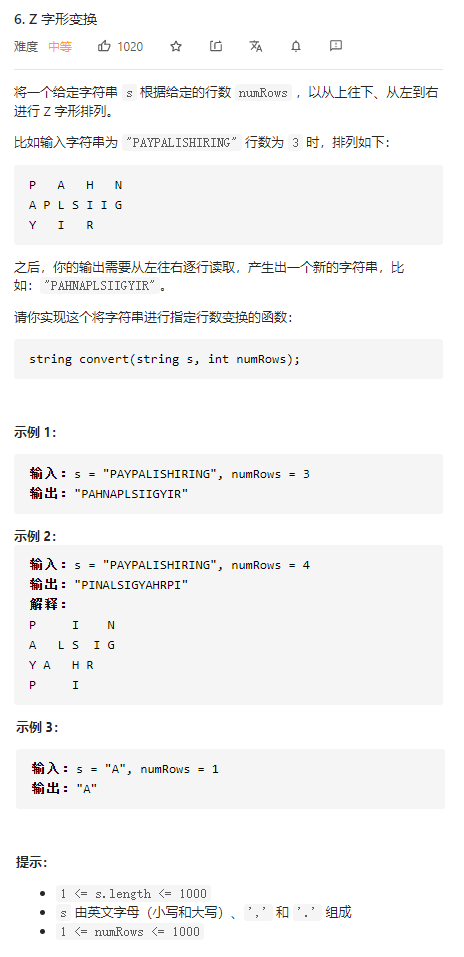 6. Z 字形变换
难度 中等 1020
将一个给定字符串 s 根据给定的行数 numRows ，以从上往下、从左到右
进行 Z 字形排列。
比如输入字符串为 "PAYPALISHIRING" 行数为 3 时，排列如下：
P   A   H   N
A P L S I I G
Y   I   R
之后，你的输出需要从左往右逐行读取，产生出一个新的字符串，比
如："PAHNAPLSIIGYIR"。
请你实现这个将字符串进行指定行数变换的函数：
string convert(string s, int numRows);
示例 1：
输入：s = "PAYPALISHIRING", numRows = 3
输出："PAHNAPLSIIGYIR"
示例 2：
输入：s = "PAYPALISHIRING", numRows = 4
输出："PINALSIGYAHRPI"
解释：
P     I    N
A   L S  I G
Y A   H R
P     I
示例 3：
输入：s = "A", numRows = 1
输出："A"
提示：
• 1 <= s.length <= 1000
• s 由英文字母（小写和大写）、',' 和 '.' 组成
• 1 <= numRows <= 1000